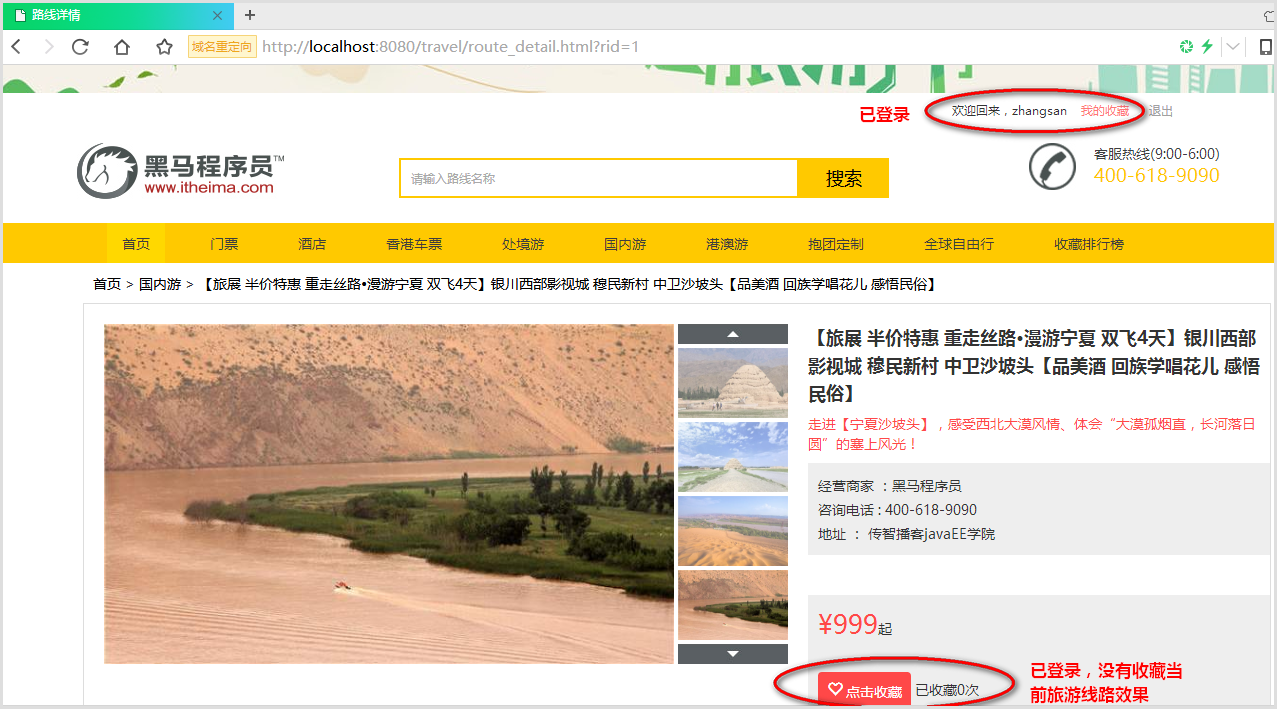 路线详情
域名重定向 http://localhost:8080/travel/route_detail.html?rid=1
已登录 欢迎回来，zhangsan 我的收藏 退出
黑马程序员™
www.itheima.com
请输入路线名称 搜索
客服热线(9:00-6:00)
400-618-9090
首页 门票 酒店 香港车票 处境游 国内游 港澳游 抱团定制 全球自由行 收藏排行榜
首页 > 国内游 > 【旅展 半价特惠 重走丝路•漫游宁夏 双飞4天】银川西部影视城 穆民新村 中卫沙坡头【品美酒 回族学唱花儿 感悟民俗】
【旅展 半价特惠 重走丝路•漫游宁夏 双飞4天】银川西部
影视城 穆民新村 中卫沙坡头【品美酒 回族学唱花儿 感悟
民俗】
走进【宁夏沙坡头】，感受西北大漠风情、体会“大漠孤烟直，长河落日
圆”的塞上风光！
经营商家 ：黑马程序员
咨询电话 : 400-618-9090
地址 ： 传智播客javaEE学院
¥999起
点击收藏 已收藏0次
已登录，没有收藏当
前旅游线路效果